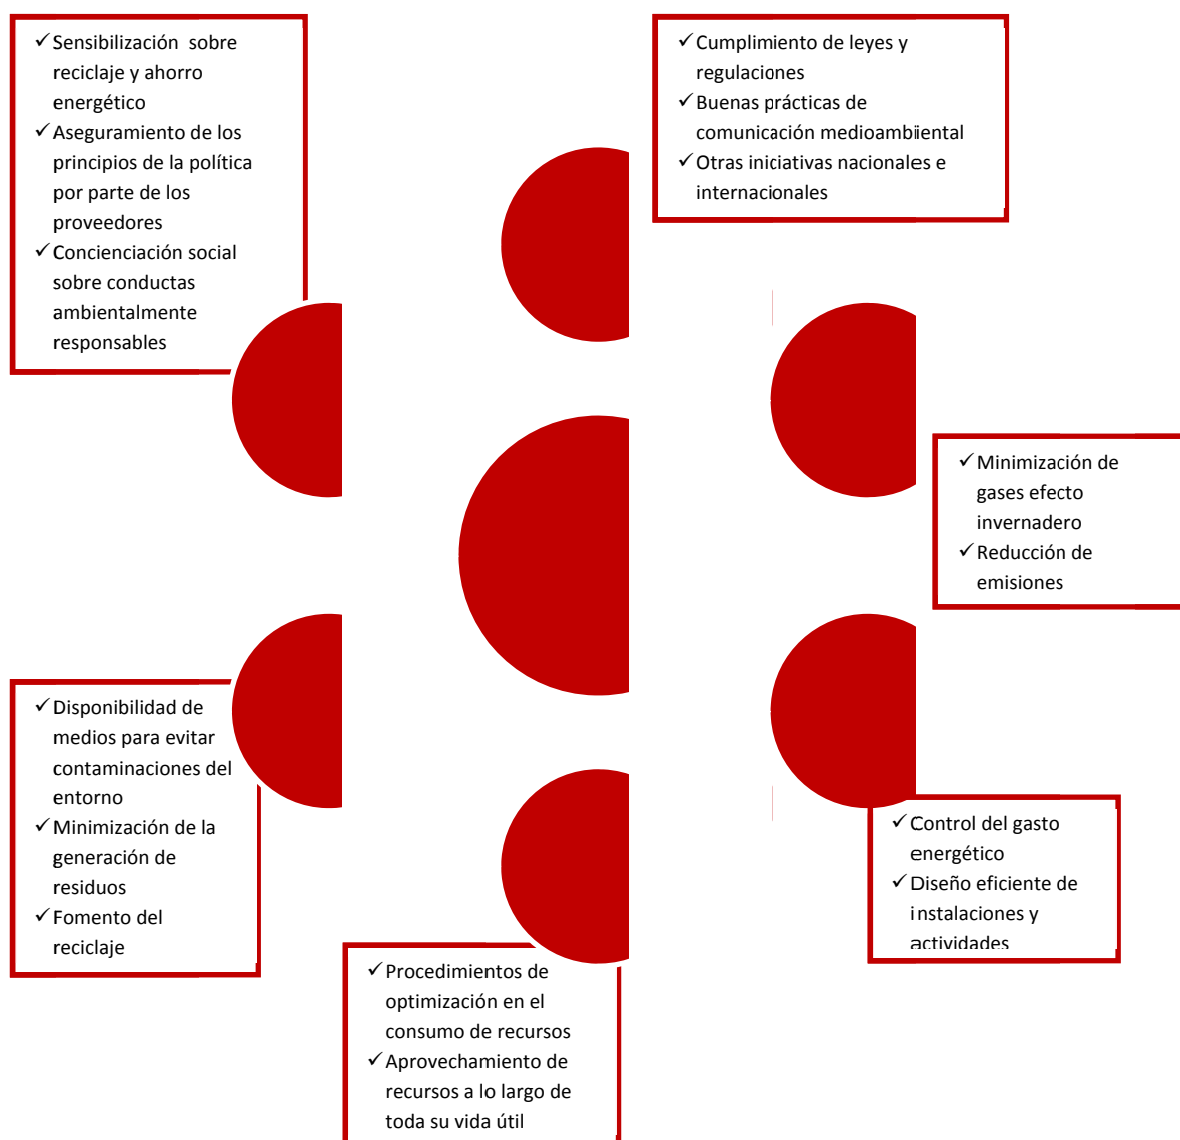 ✓Sensibilización sobre
reciclaje y ahorro
energético
✓Aseguramiento de los
principios de la política
por parte de los
proveedores
✓Concienciación social
sobre conductas
ambientalmente
responsables
✓Cumplimiento de leyes y
regulaciones
✓Buenas prácticas de
comunicación medioambiental
✓Otras iniciativas nacionales e
internacionales
✓Minimización de
gases efecto
invernadero
✓Reducción de
emisiones
✓Disponibilidad de
medios para evitar
contaminaciones del
entorno
✓Minimización de la
generación de
residuos
✓Fomento del
reciclaje
✓Control del gasto
energético
✓Diseño eficiente de
instalaciones y
actividades
✓Procedimientos de
optimización en el
consumo de recursos
✓Aprovechamiento de
recursos a lo largo de
toda su vida útil